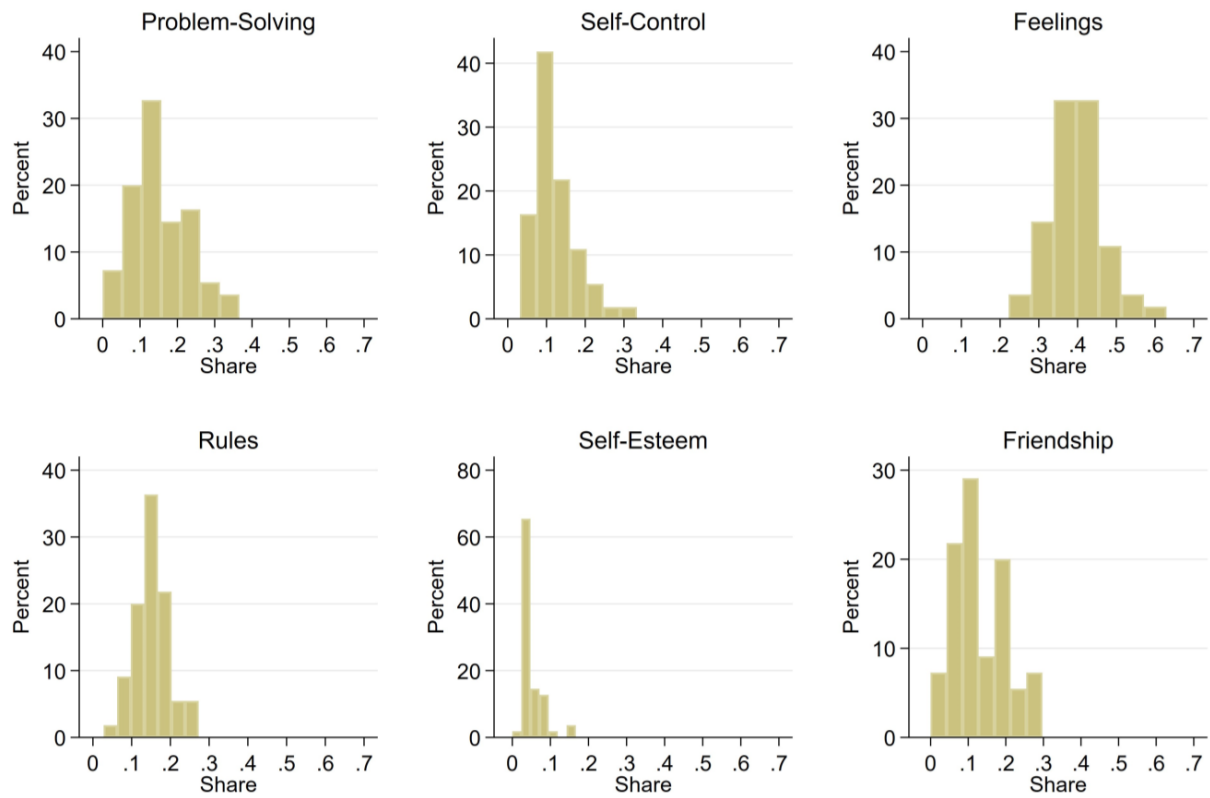 Problem-Solving
Percent
40
30
20
10
0
0 .1 .2 .3 .4 .5 .6 .7
Share
Self-Control
Percent
40
30
20
10
0
0 .1 .2 .3 .4 .5 .6 .7
Share
Feelings
Percent
40
30
20
10
0
0 .1 .2 .3 .4 .5 .6 .7
Share
Rules
Percent
40
30
20
10
0
0 .1 .2 .3 .4 .5 .6 .7
Share
Self-Esteem
Percent
80
60
40
20
0
0 .1 .2 .3 .4 .5 .6 .7
Share
Friendship
Percent
30
20
10
0
0 .1 .2 .3 .4 .5 .6 .7
Share